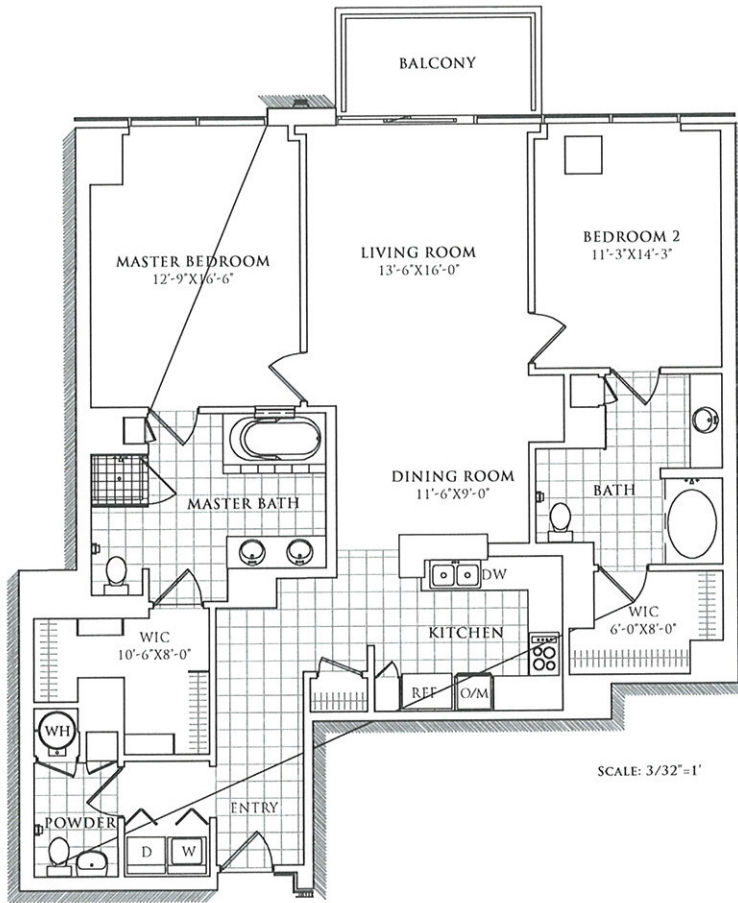 BALCONY
MASTER BEDROOM
12'-9"X16'-6"
LIVING ROOM
13'-6"X16'-0"
BEDROOM 2
11'-3"X14'-3"
DINING ROOM
11'-6"X9'-0"
MASTER BATH
BATH
DW
WIC
10'-6"X8'-0"
KITCHEN
WIC
6'-0"X8'-0"
REF
O/M
WH
SCALE: 3/32"=1'
ENTRY
POWDER
D
W